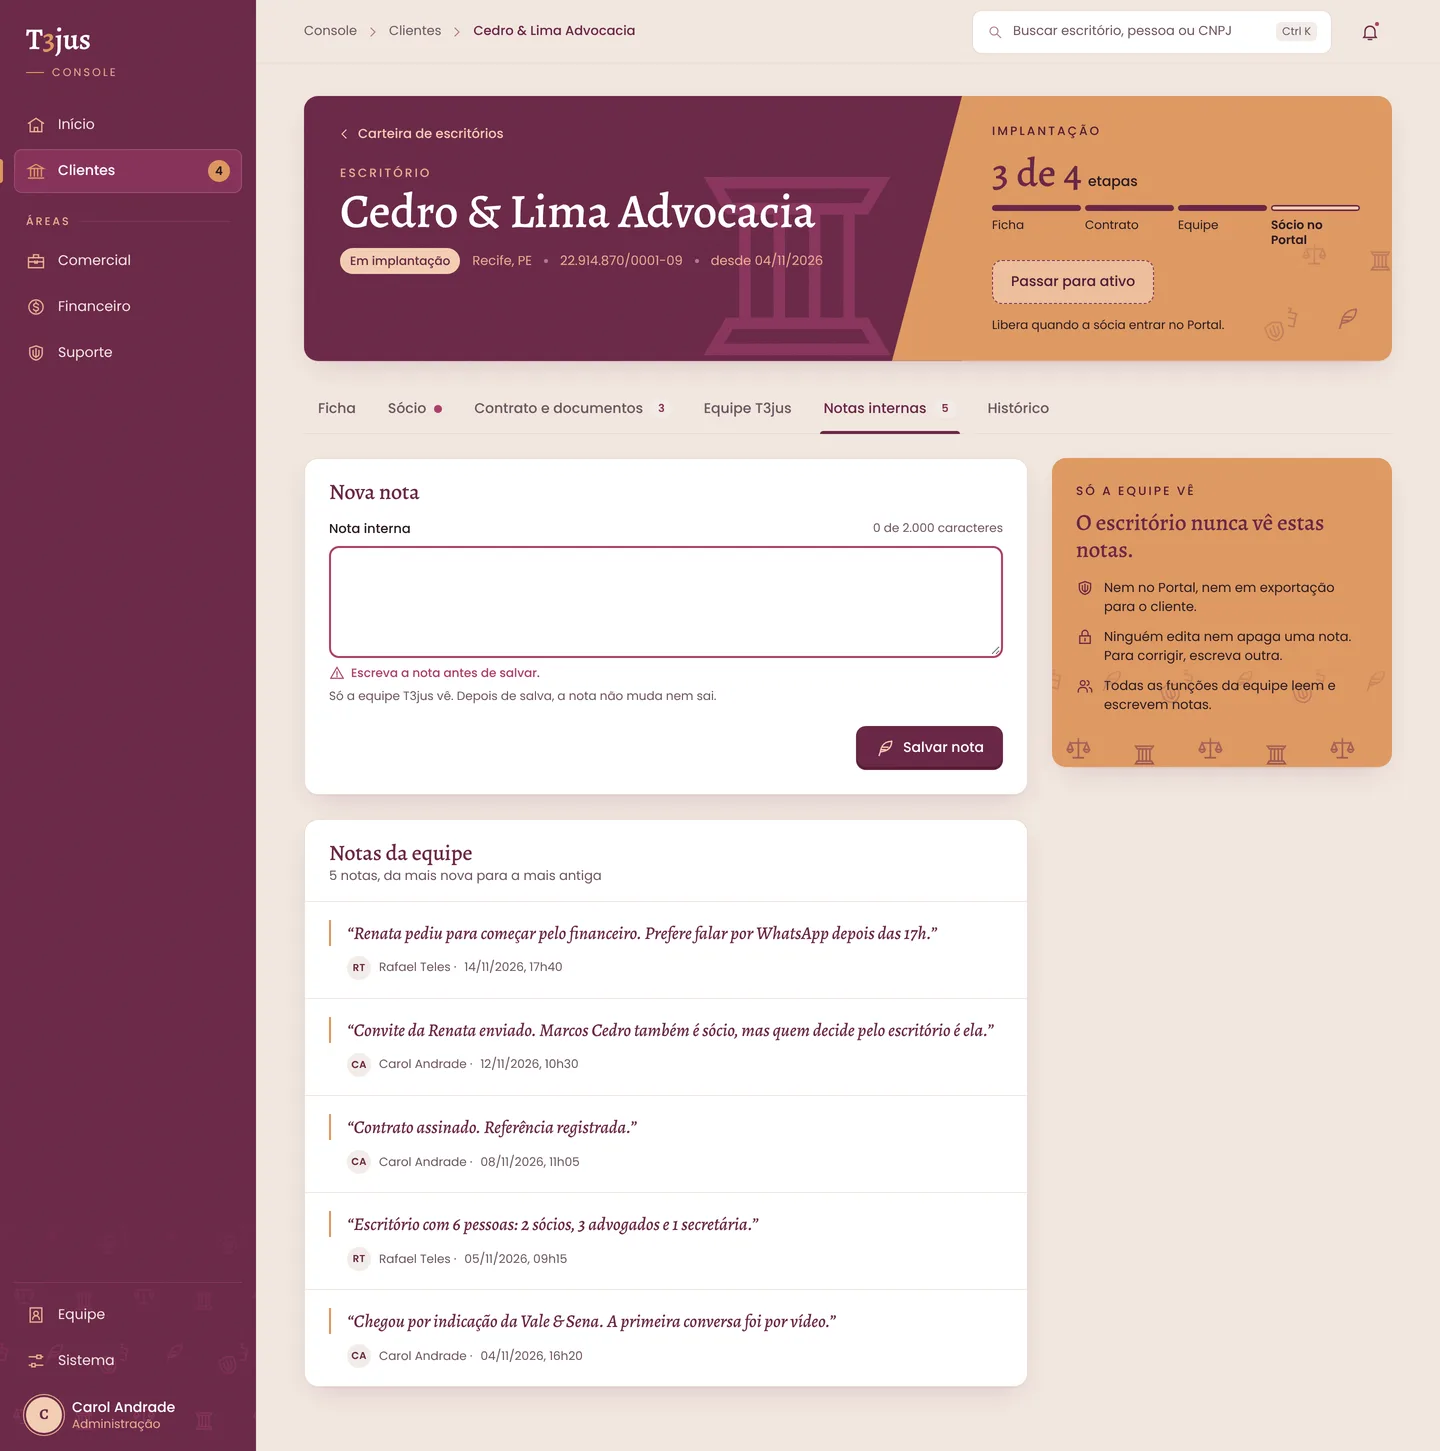 T3jus
CONSOLE
Início
Clientes 4
ÁREAS
Comercial
Financeiro
Suporte
Equipe
Sistema
C
Carol Andrade
Administração
Console > Clientes > Cedro & Lima Advocacia
Buscar escritório, pessoa ou CNPJ Ctrl K
Carteira de escritórios
ESCRITÓRIO
Cedro & Lima Advocacia
Em implantação Recife, PE • 22.914.870/0001-09 • desde 04/11/2026
IMPLANTAÇÃO
3 de 4 etapas
Ficha Contrato Equipe Sócio no
Portal
Passar para ativo
Libera quando a sócia entrar no Portal.
Ficha Sócio Contrato e documentos 3 Equipe T3jus Notas internas 5 Histórico
Nova nota
Nota interna 0 de 2.000 caracteres
Escreva a nota antes de salvar.
Só a equipe T3jus vê. Depois de salva, a nota não muda nem sai.
Salvar nota
SÓ A EQUIPE VÊ
O escritório nunca vê estas
notas.
Nem no Portal, nem em exportação
para o cliente.
Ninguém edita nem apaga uma nota.
Para corrigir, escreva outra.
Todas as funções da equipe leem e
escrevem notas.
Notas da equipe
5 notas, da mais nova para a mais antiga
“Renata pediu para começar pelo financeiro. Prefere falar por WhatsApp depois das 17h.”
RT Rafael Teles · 14/11/2026, 17h40
“Convite da Renata enviado. Marcos Cedro também é sócio, mas quem decide pelo escritório é ela.”
CA Carol Andrade · 12/11/2026, 10h30
“Contrato assinado. Referência registrada.”
CA Carol Andrade · 08/11/2026, 11h05
“Escritório com 6 pessoas: 2 sócios, 3 advogados e 1 secretária.”
RT Rafael Teles · 05/11/2026, 09h15
“Chegou por indicação da Vale & Sena. A primeira conversa foi por vídeo.”
CA Carol Andrade · 04/11/2026, 16h20